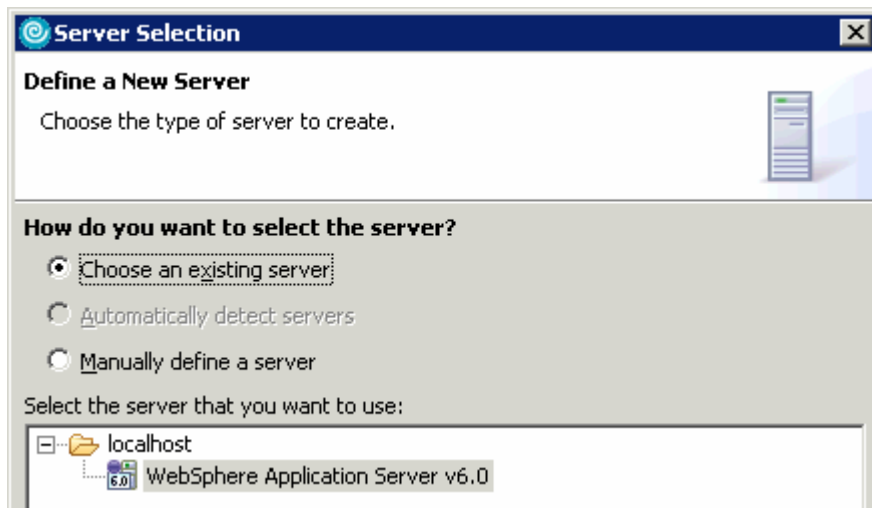 Server Selection
Define a New Server
Choose the type of server to create.
How do you want to select the server?
Choose an existing server
Automatically detect servers
Manually define a server
Select the server that you want to use:
localhost
6.0 WebSphere Application Server v6.0